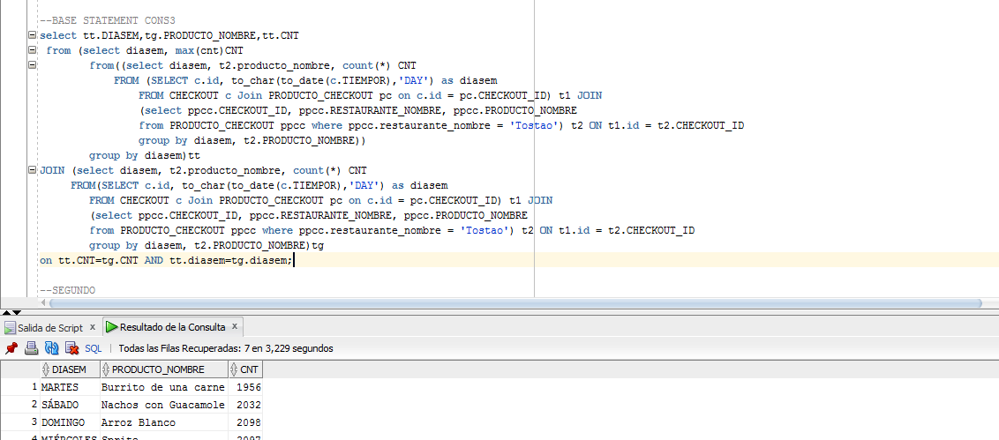 --BASE STATEMENT CONS3
select tt.DIASEM,tg.PRODUCTO_NOMBRE,tt.CNT
from (select diasem, max(cnt)CNT
from((select diasem, t2.producto_nombre, count(*) CNT
FROM (SELECT c.id, to_char(to_date(c.TIEMPOR),'DAY') as diasem
FROM CHECKOUT c Join PRODUCTO_CHECKOUT pc on c.id = pc.CHECKOUT_ID) t1 JOIN
(select ppcc.CHECKOUT_ID, ppcc.RESTAURANTE_NOMBRE, ppcc.PRODUCTO_NOMBRE
from PRODUCTO_CHECKOUT ppcc where ppcc.restaurante_nombre = 'Tostao') t2 ON t1.id = t2.CHECKOUT_ID
group by diasem, t2.PRODUCTO_NOMBRE))
group by diasem)tt
JOIN (select diasem, t2.producto_nombre, count(*) CNT
FROM(SELECT c.id, to_char(to_date(c.TIEMPOR),'DAY') as diasem
FROM CHECKOUT c Join PRODUCTO_CHECKOUT pc on c.id = pc.CHECKOUT_ID) t1 JOIN
(select ppcc.CHECKOUT_ID, ppcc.RESTAURANTE_NOMBRE, ppcc.PRODUCTO_NOMBRE
from PRODUCTO_CHECKOUT ppcc where ppcc.restaurante_nombre = 'Tostao') t2 ON t1.id = t2.CHECKOUT_ID
group by diasem, t2.PRODUCTO_NOMBRE)tg
on tt.CNT=tg.CNT AND tt.diasem=tg.diasem;
--SEGUNDO
Salida de Script x Resultado de la Consulta x
SQL | Todas las Filas Recuperadas: 7 en 3,229 segundos
DIASEM PRODUCTO_NOMBRE CNT
1 MARTES Burrito de una carne 1956
2 SÁBADO Nachos con Guacamole 2032
3 DOMINGO Arroz Blanco 2098
4 MIÉRCOLES Sprite 2097